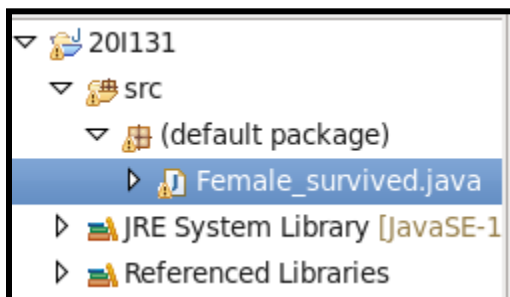 20I131
src
(default package)
Female_survived.java
JRE System Library [JavaSE-1
Referenced Libraries